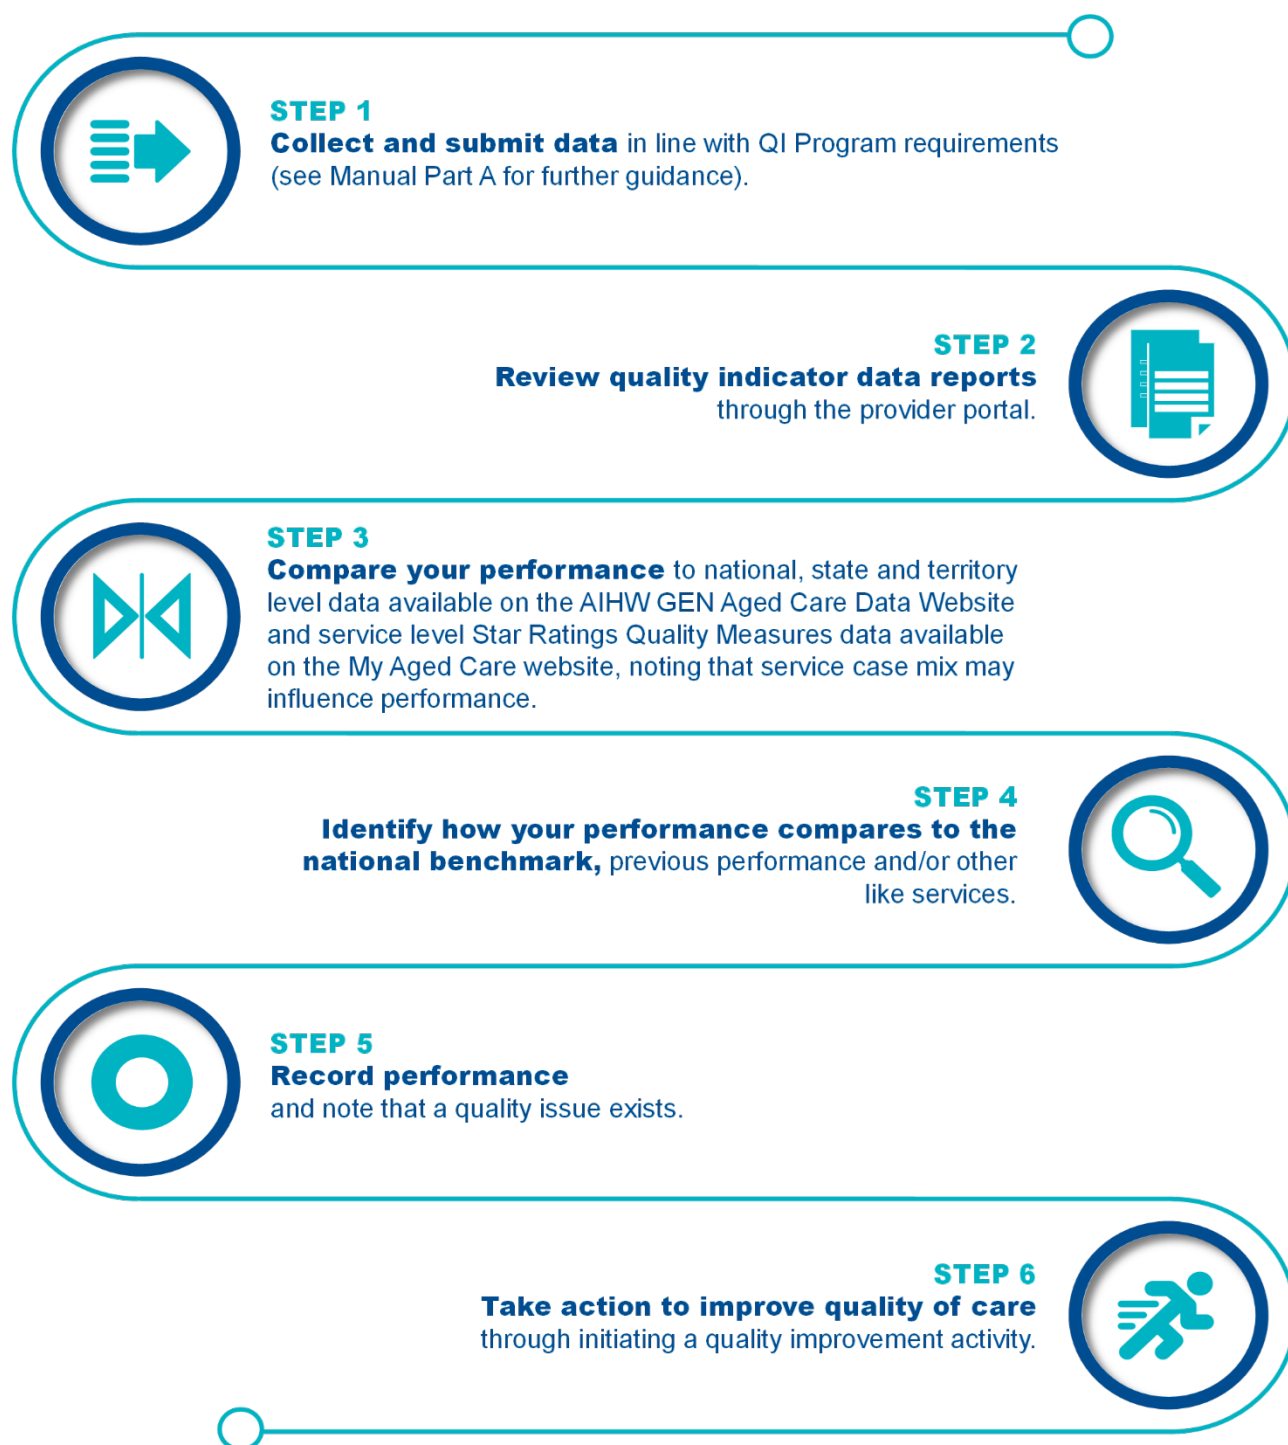 STEP 1
Collect and submit data in line with QI Program requirements
(see Manual Part A for further guidance).
STEP 2
Review quality indicator data reports
through the provider portal.
STEP 3
Compare your performance to national, state and territory
level data available on the AIHW GEN Aged Care Data Website
and service level Star Ratings Quality Measures data available
on the My Aged Care website, noting that service case mix may
influence performance.
STEP 4
Identify how your performance compares to the
national benchmark, previous performance and/or other
like services.
STEP 5
Record performance
and note that a quality issue exists.
STEP 6
Take action to improve quality of care
through initiating a quality improvement activity.